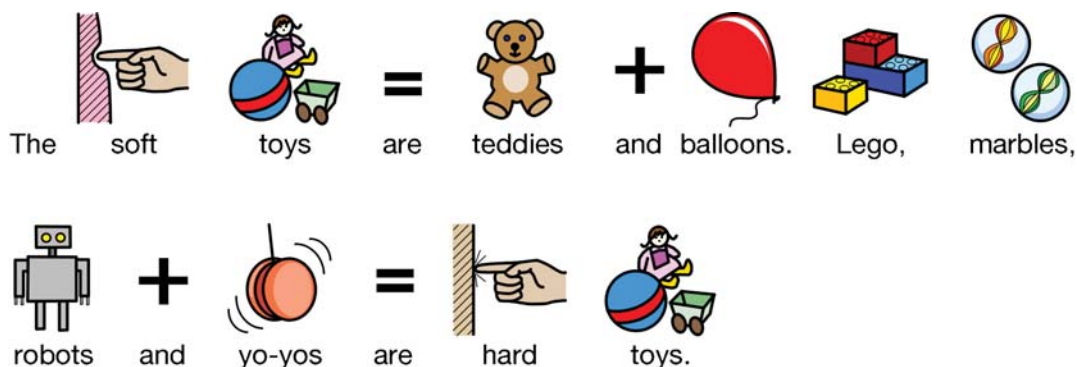 The soft toys are teddies and balloons. Lego, marbles,
robots and yo-yos are hard toys.